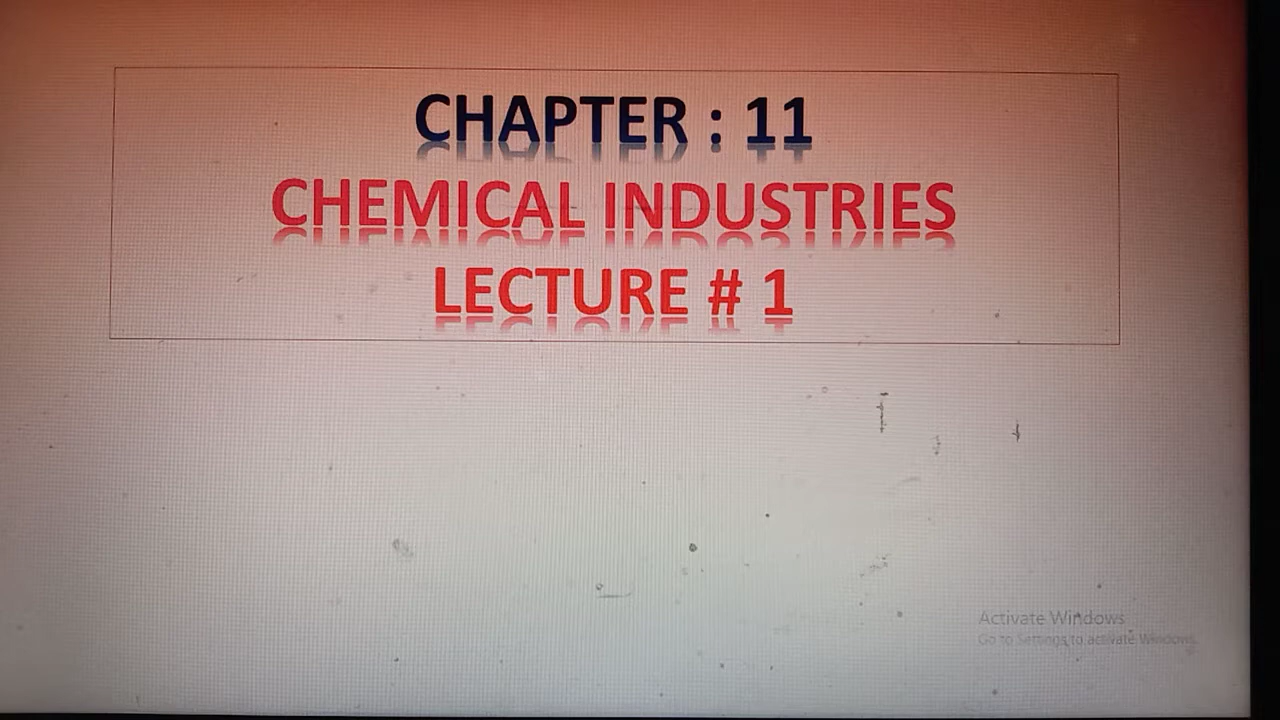 CHAPTER : 11
CHEMICAL INDUSTRIES
LECTURE # 1
Activate Windows
Go to Settings to activate Windows.